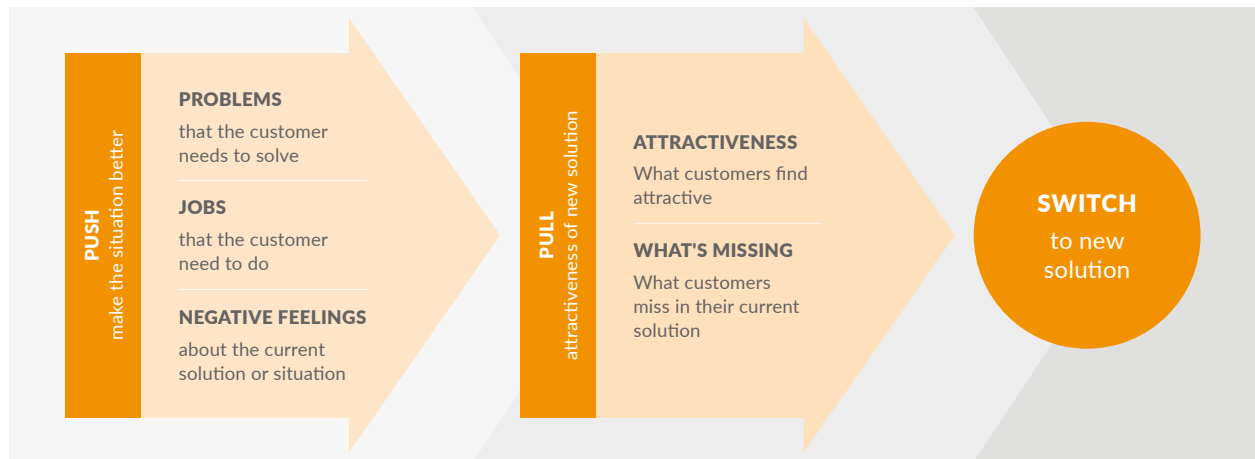 PUSH
make the situation better
PROBLEMS
that the customer
needs to solve
JOBS
that the customer
need to do
NEGATIVE FEELINGS
about the current
solution or situation
PULL
attractiveness of new solution
ATTRACTIVENESS
What customers find
attractive
WHAT'S MISSING
What customers
miss in their current
solution
SWITCH
to new
solution